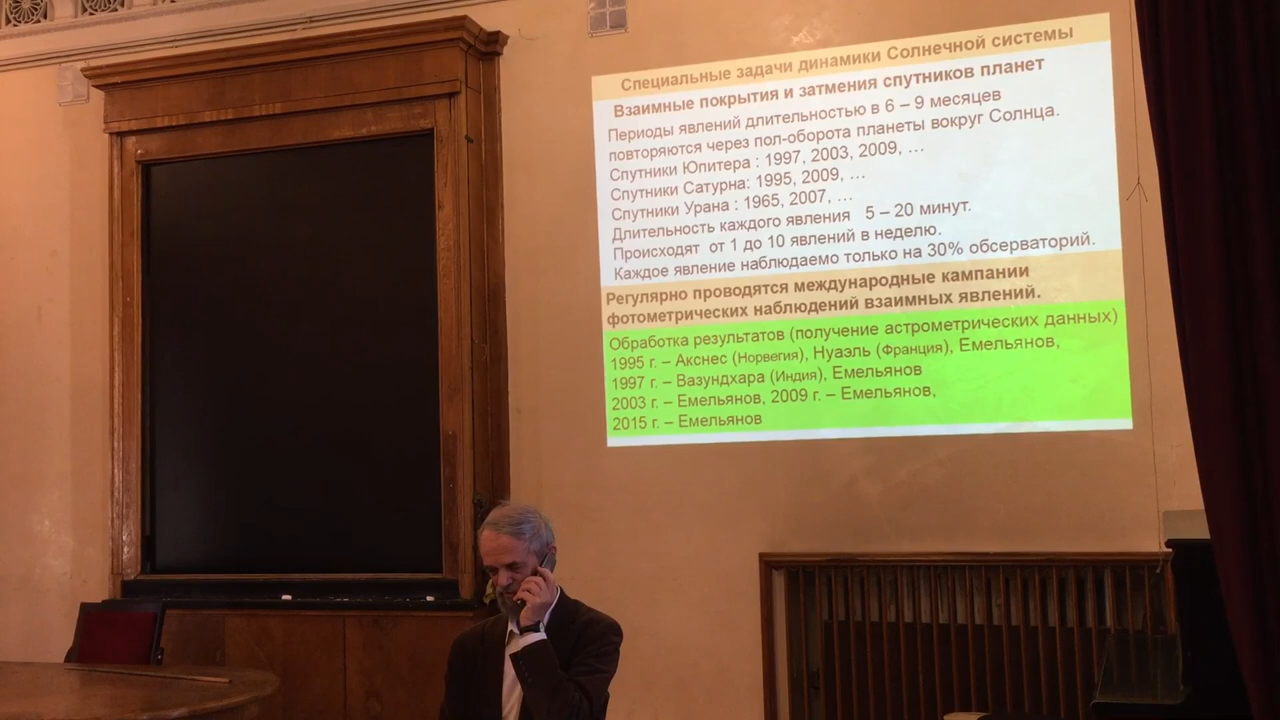 Специальные задачи динамики Солнечной системы
Взаимные покрытия и затмения спутников планет
Периоды явлений длительностью в 6 – 9 месяцев
повторяются через пол-оборота планеты вокруг Солнца.
Спутники Юпитера : 1997, 2003, 2009, …
Спутники Сатурна: 1995, 2009, …
Спутники Урана : 1965, 2007, …
Длительность каждого явления 5 – 20 минут.
Происходят от 1 до 10 явлений в неделю.
Каждое явление наблюдаемо только на 30% обсерваторий.
Регулярно проводятся международные кампании
фотометрических наблюдений взаимных явлений.
Обработка результатов (получение астрометрических данных)
1995 г. – Акснес (Норвегия), Нуаэль (Франция), Емельянов,
1997 г. – Вазундхара (Индия), Емельянов
2003 г. – Емельянов, 2009 г. – Емельянов,
2015 г. – Емельянов